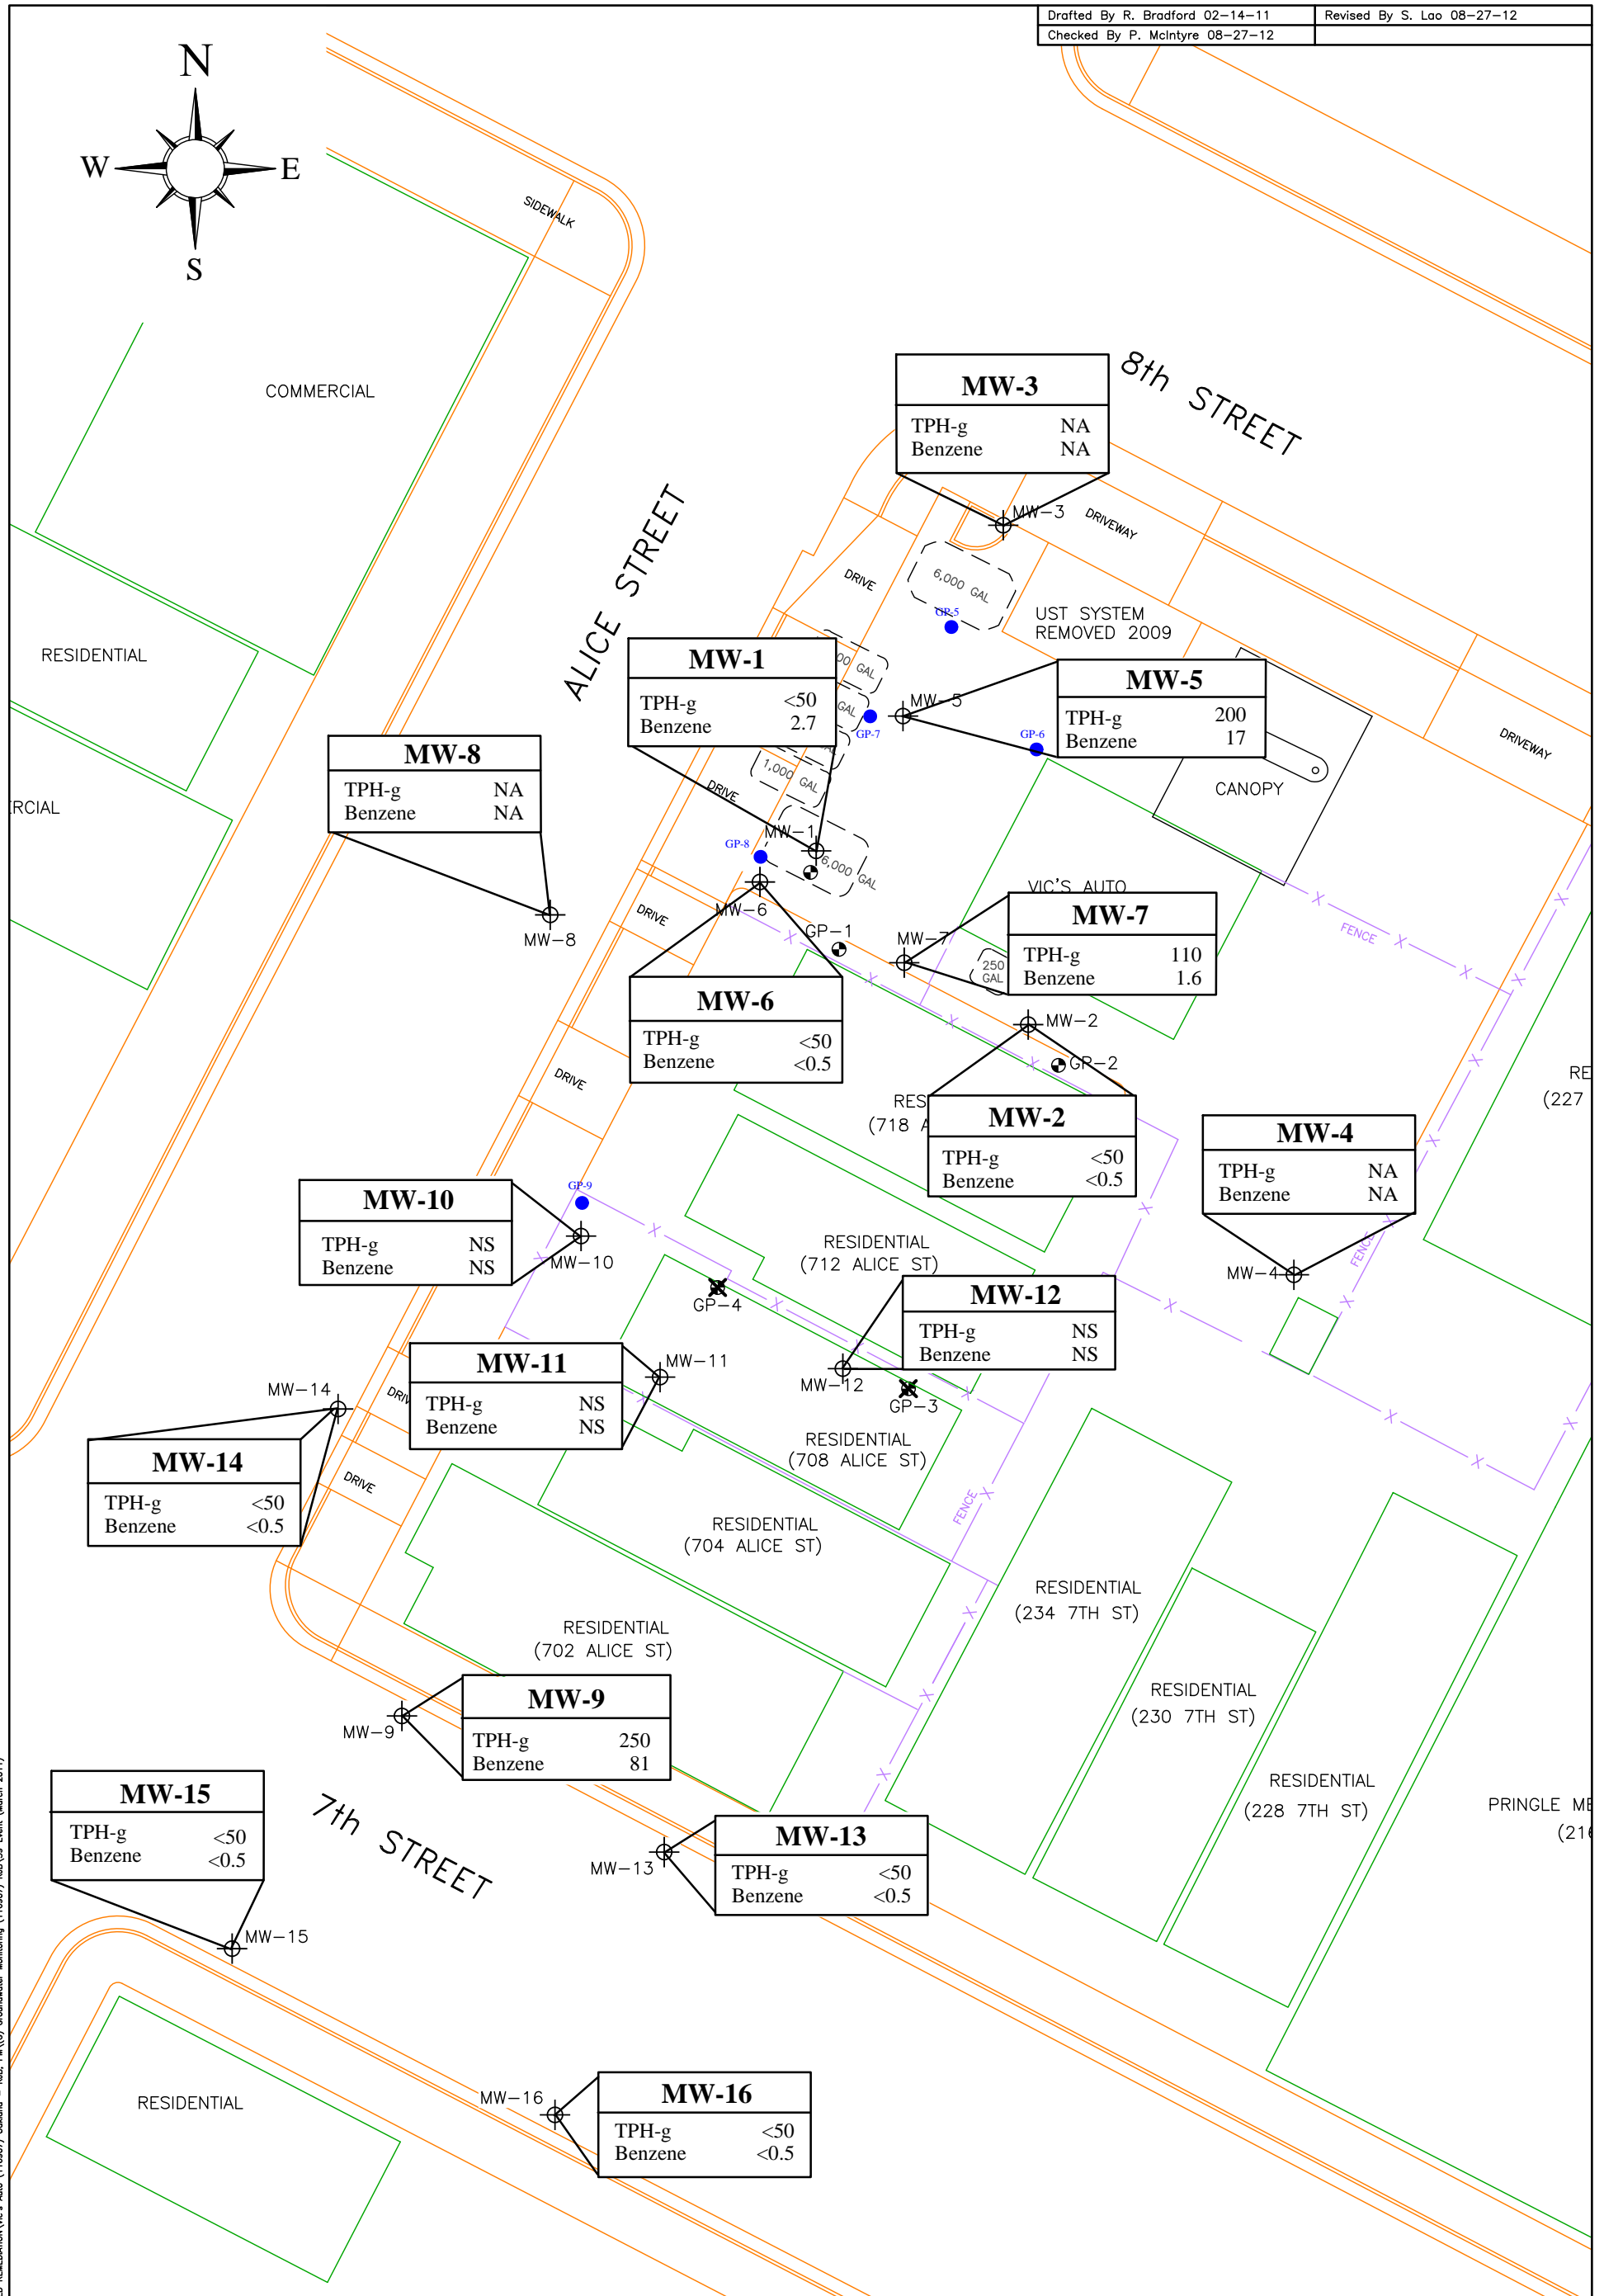 Drafted By R. Bradford 02-14-11
Revised By S. Lao 08-27-12
Checked By P. McIntyre 08-27-12
N
W
E
S
SIDEWALK
COMMERCIAL
8th STREET
MW-3
TPH-g NA
Benzene NA
MW-3
DRIVEWAY
ALICE STREET
DRIVE
6,000 GAL
GP-5
UST SYSTEM
REMOVED 2009
RESIDENTIAL
MW-1
TPH-g <50
Benzene 2.7
00 GAL
GAL
GP-7
MW-5
MW-5
TPH-g 200
Benzene 17
GP-6
DRIVEWAY
MW-8
TPH-g NA
Benzene NA
1,000 GAL
DRIVE
CANOPY
RCIAL
MW-1
GP-8
6,000 GAL
VIC'S AUTO
MW-6
MW-8
DRIVE
GP-1
MW-7
MW-7
TPH-g 110
Benzene 1.6
250
GAL
FENCE
MW-6
TPH-g <50
Benzene <0.5
MW-2
GP-2
DRIVE
RES
(718 A
MW-2
TPH-g <50
Benzene <0.5
RE
(227
MW-4
TPH-g NA
Benzene NA
MW-10
TPH-g NS
Benzene NS
GP-9
MW-10
RESIDENTIAL
(712 ALICE ST)
FENCE
MW-4
GP-4
MW-12
TPH-g NS
Benzene NS
MW-11
TPH-g NS
Benzene NS
MW-11
MW-12
GP-3
MW-14
DRIV
MW-14
TPH-g <50
Benzene <0.5
RESIDENTIAL
(708 ALICE ST)
DRIVE
FENCE
RESIDENTIAL
(704 ALICE ST)
RESIDENTIAL
(234 7TH ST)
RESIDENTIAL
(702 ALICE ST)
MW-9
TPH-g 250
Benzene 81
MW-9
RESIDENTIAL
(230 7TH ST)
MW-15
TPH-g <50
Benzene <0.5
7th STREET
RESIDENTIAL
(228 7TH ST)
PRINGLE ME
(216
MW-13
TPH-g <50
Benzene <0.5
MW-13
MW-15
MW-16
MW-16
TPH-g <50
Benzene <0.5
RESIDENTIAL